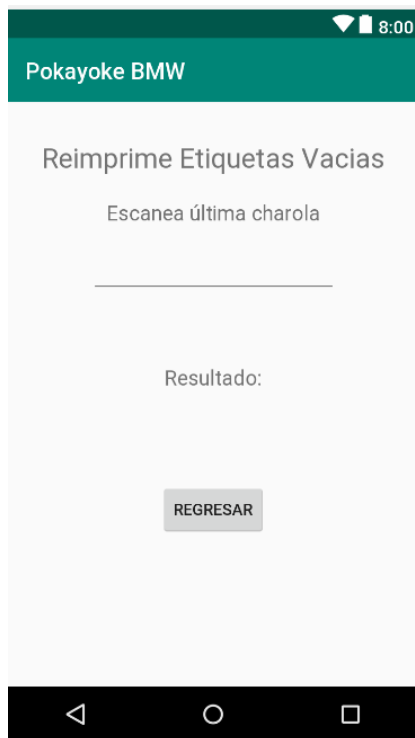 8:00
Pokayoke BMW
Reimprime Etiquetas Vacias
Escanea última charola
Resultado:
REGRESAR